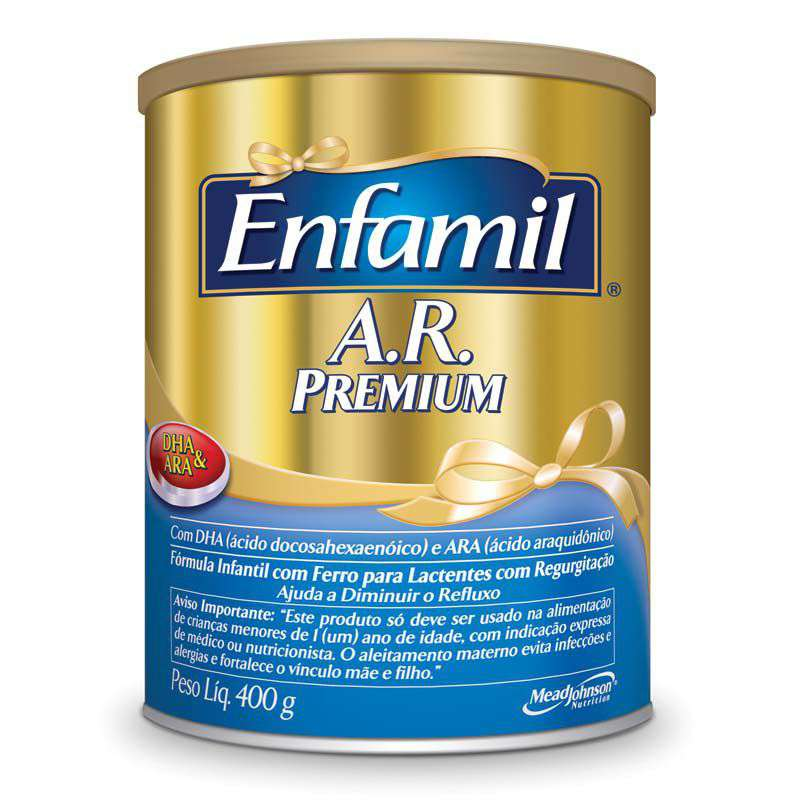 Enfamil®
A.R.
PREMIUM
DHA &
ARA
Com DHA (ácido docosahexaenóico) e ARA (ácido araquidônico)
Fórmula Infantil com Ferro para Lactentes com Regurgitação
Ajuda a Diminuir o Refluxo
Aviso Importante: "Este produto só deve ser usado na alimentação
de crianças menores de 1 (um) ano de idade, com indicação expressa
de médico ou nutricionista. O aleitamento materno evita infecções e
alergias e fortalece o vínculo mãe e filho."
Peso Líq. 400 g
MeadJohnson®
Nutrition